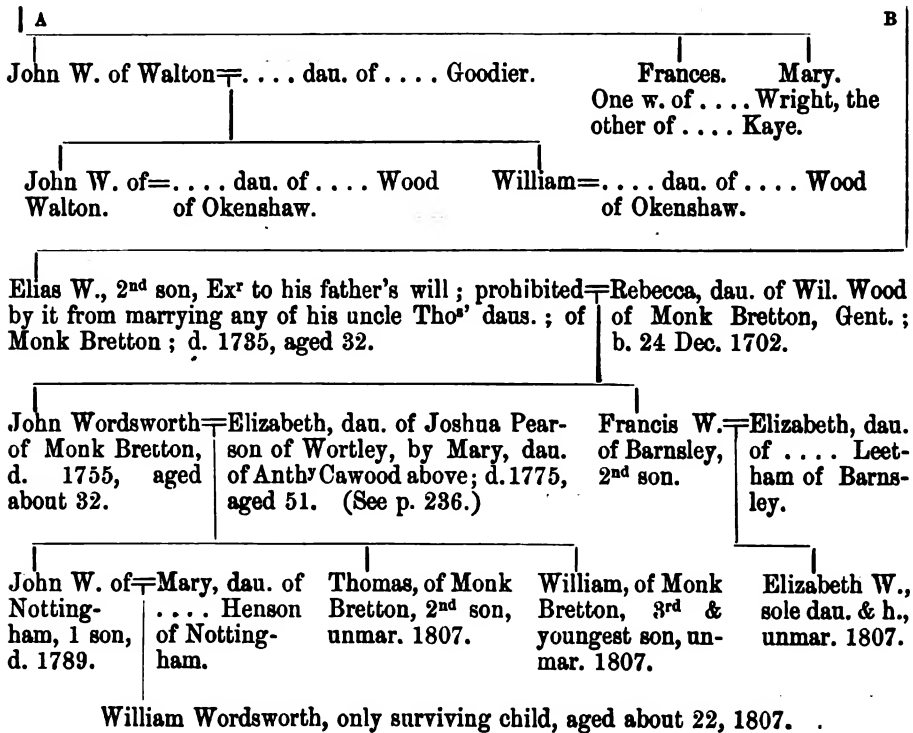 A B
John W. of Walton=. . . . dau. of . . . . Goodier.
Frances. Mary.
One w. of . . . . Wright, the
other of . . . . Kaye.
John W. of=. . . . dau. of . . . . Wood
Walton. of Okenshaw.
William=. . . . dau. of . . . . Wood
of Okenshaw.
Elias W., 2nd son, Exr to his father's will ; prohibited=Rebecca, dau. of Wil. Wood
by it from marrying any of his uncle Thos' daus. ; of of Monk Bretton, Gent. ;
Monk Bretton ; d. 1735, aged 32. b. 24 Dec. 1702.
John Wordsworth=Elizabeth, dau. of Joshua Pear-
of Monk Bretton, son of Wortley, by Mary, dau.
d. 1755, aged of Anthy Cawood above; d. 1775,
about 32. aged 51. (See p. 236.)
Francis W.=Elizabeth, dau.
of Barnsley, of . . . . Leet-
2nd son. ham of Barns-
ley.
John W. of=Mary, dau. of
Notting- . . . . Henson
ham, 1 son, of Notting-
d. 1789. ham.
Thomas, of Monk
Bretton, 2nd son,
unmar. 1807.
William, of Monk
Bretton, 3rd &
youngest son, un-
mar. 1807.
Elizabeth W.,
sole dau. & h.,
unmar. 1807.
William Wordsworth, only surviving child, aged about 22, 1807.